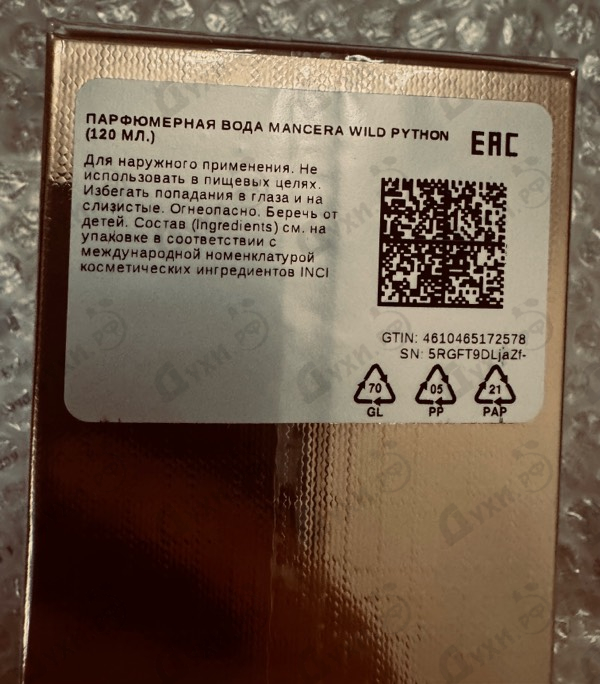 ПАРФЮМЕРНАЯ ВОДА MANCERA WILD PYTHON
(120 МЛ.)
EAC
Для наружного применения. Не
использовать в пищевых целях.
Избегать попадания в глаза и на
слизистые. Огнеопасно. Беречь от
детей. Состав (Ingredients) см. на
упаковке в соответствии с
международной номенклатурой
косметических ингредиентов INCI
GTIN: 4610465172578
SN: 5RGFT9DLjaZf-
70
GL
05
PP
21
PAP
Духи.РФ